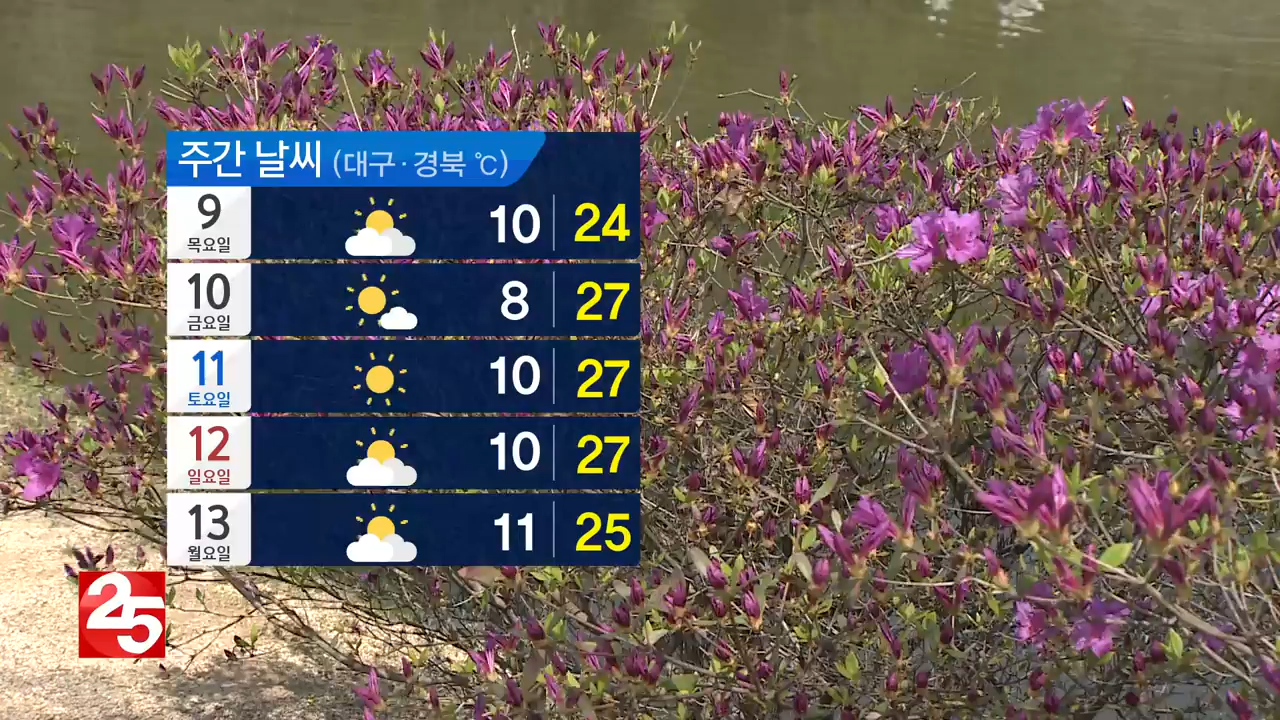 주간 날씨 (대구·경북 ℃)
9 목요일 10 24
10 금요일 8 27
11 토요일 10 27
12 일요일 10 27
13 월요일 11 25
25